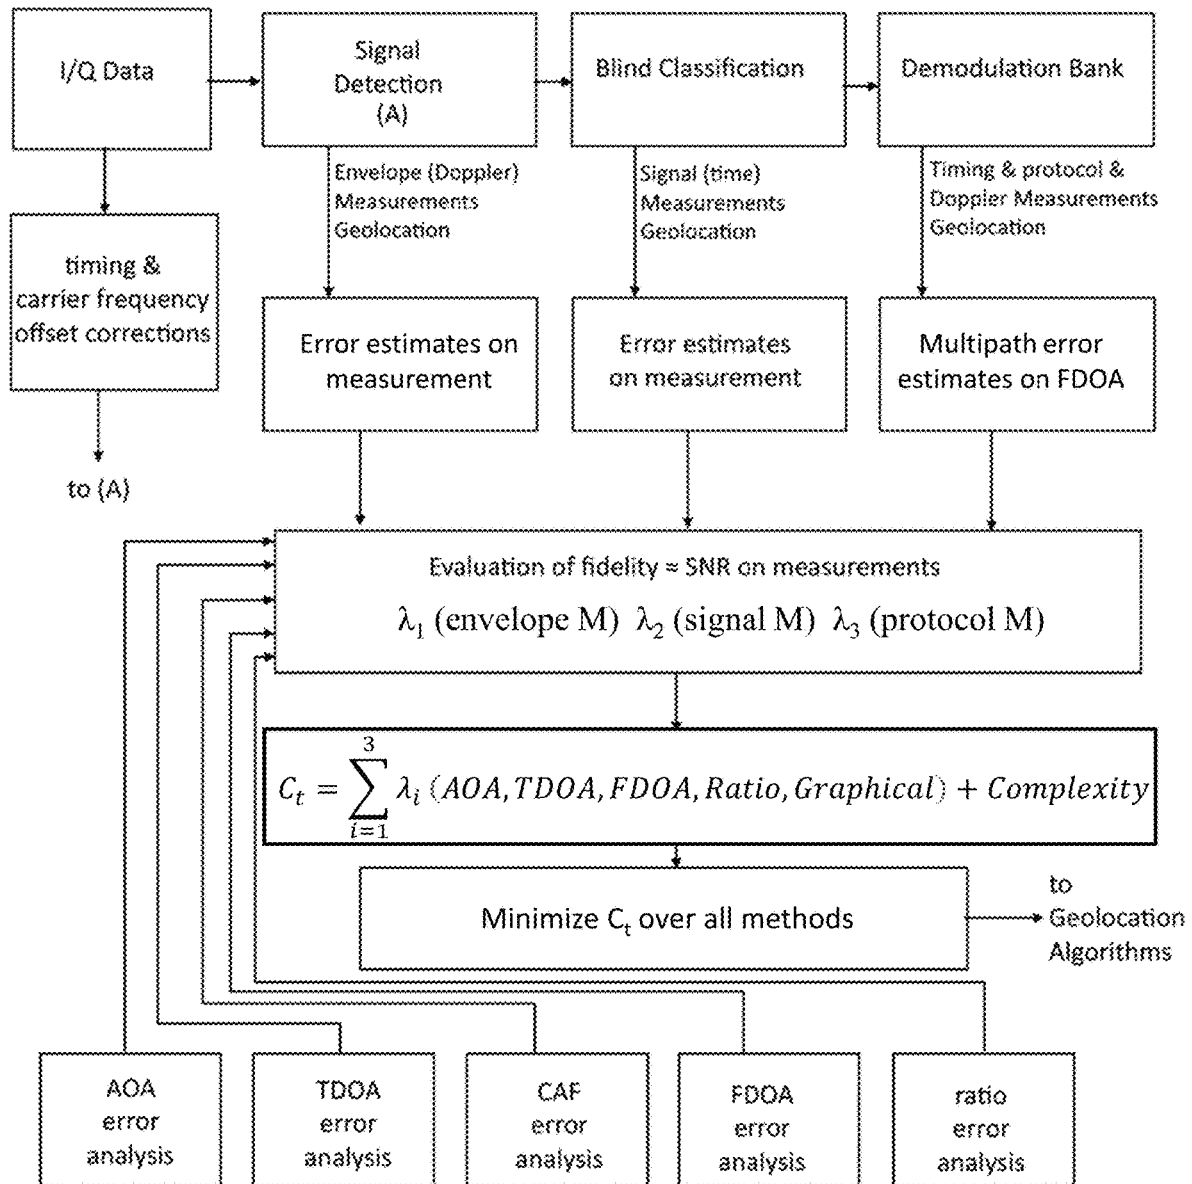 I/Q Data
Signal
Detection
(A)
Blind Classification
Demodulation Bank
Envelope (Doppler)
Measurements
Geolocation
Signal (time)
Measurements
Geolocation
Timing & protocol &
Doppler Measurements
Geolocation
timing &
carrier frequency
offset corrections
to (A)
Error estimates on
measurement
Error estimates
on measurement
Multipath error
estimates on FDOA
Evaluation of fidelity = SNR on measurements
λ₁ (envelope M) λ₂ (signal M) λ₃ (protocol M)
C_t = ∑_{i=1}^{3} λ_i (AOA, TDOA, FDOA, Ratio, Graphical) + Complexity
Minimize C_t over all methods
to
Geolocation
Algorithms
AOA
error
analysis
TDOA
error
analysis
CAF
error
analysis
FDOA
error
analysis
ratio
error
analysis